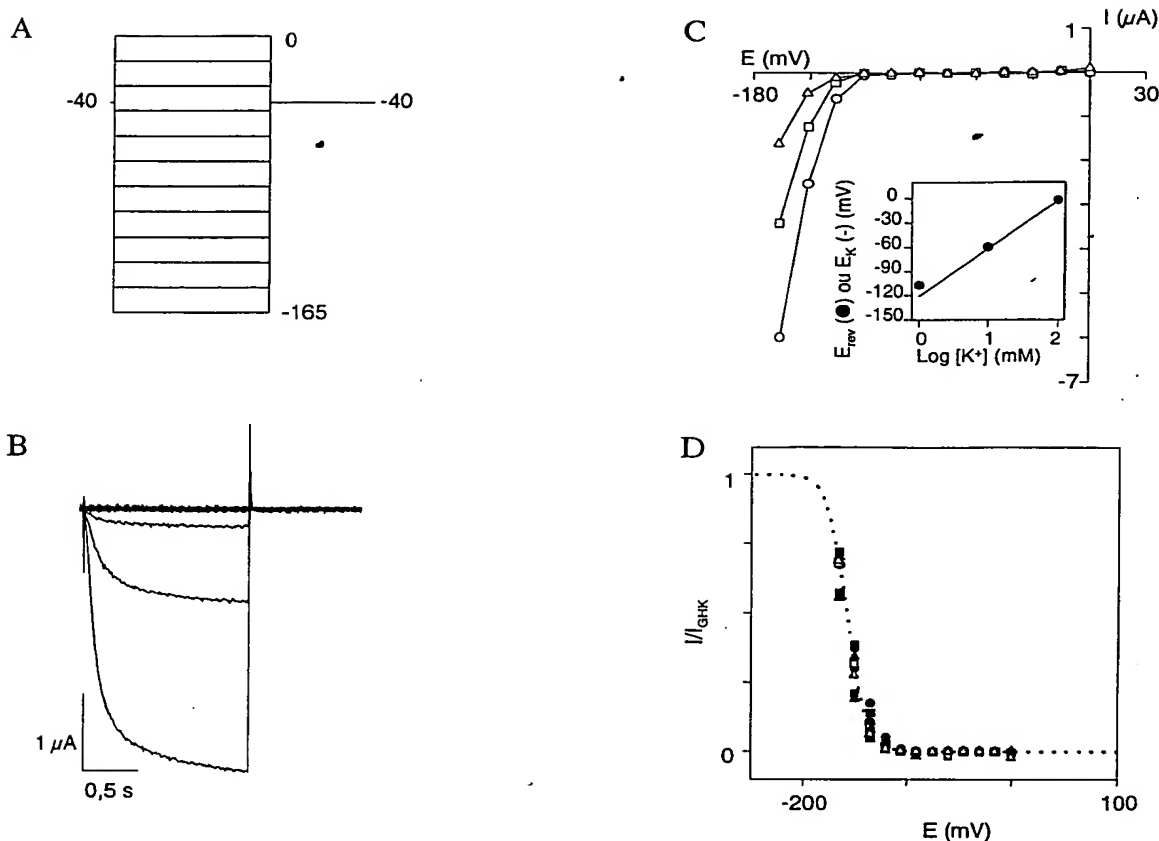 A
0
-40
-40
-165
B
1 µA
0,5 s
C
I (µA)
1
E (mV)
-180
30
-7
E_rev (●) ou E_K (-) (mV)
0
-30
-60
-90
-120
-150
0
1
2
Log [K⁺] (mM)
D
1
0
I/I_GHK
-200
100
E (mV)